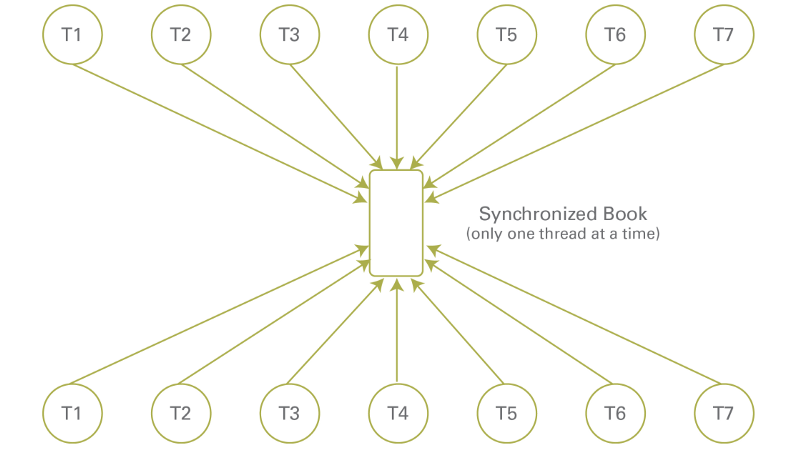 T1 T2 T3 T4 T5 T6 T7
Synchronized Book
(only one thread at a time)
T1 T2 T3 T4 T5 T6 T7